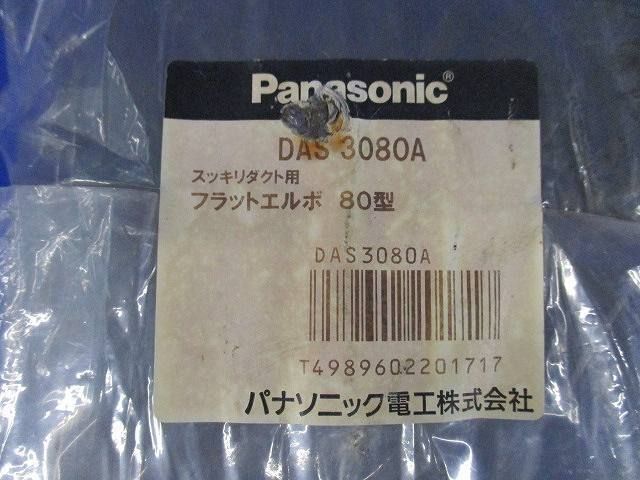 Panasonic®
DAS 3080A
スッキリダクト用
フラットエルボ 80型
DAS3080A
T4989602201717
パナソニック電工株式会社